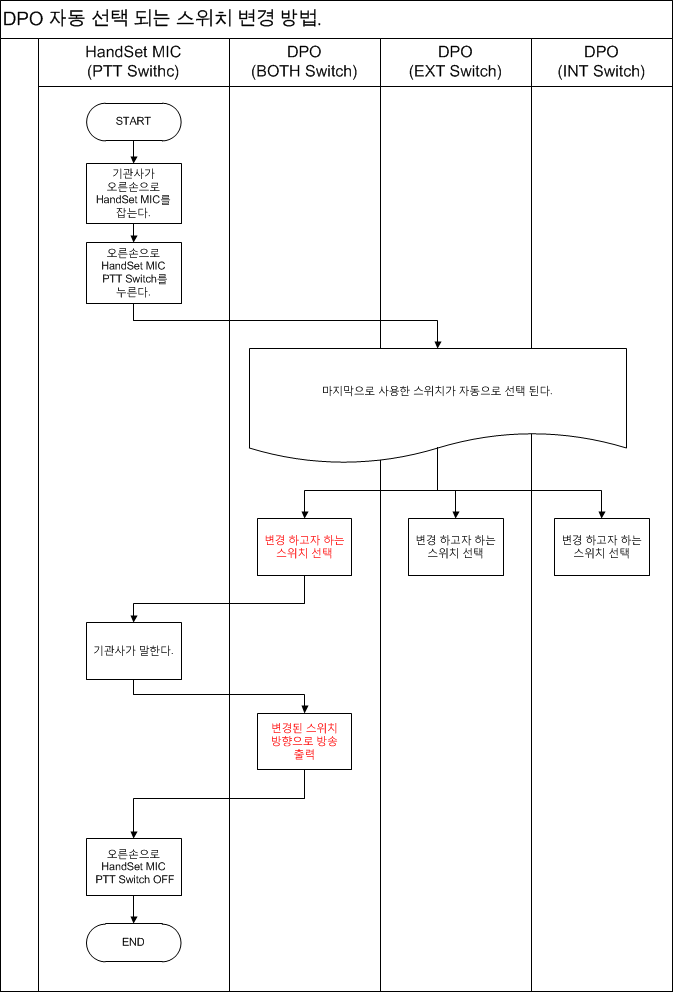 DPO 자동 선택 되는 스위치 변경 방법.
HandSet MIC
(PTT Swithc)
DPO
(BOTH Switch)
DPO
(EXT Switch)
DPO
(INT Switch)
START
기관사가
오른손으로
HandSet MIC를
잡는다.
오른손으로
HandSet MIC
PTT Switch를
누른다.
마지막으로 사용한 스위치가 자동으로 선택 된다.
변경 하고자 하는
스위치 선택
변경 하고자 하는
스위치 선택
변경 하고자 하는
스위치 선택
기관사가 말한다.
변경된 스위치
방향으로 방송
출력
오른손으로
HandSet MIC
PTT Switch OFF
END